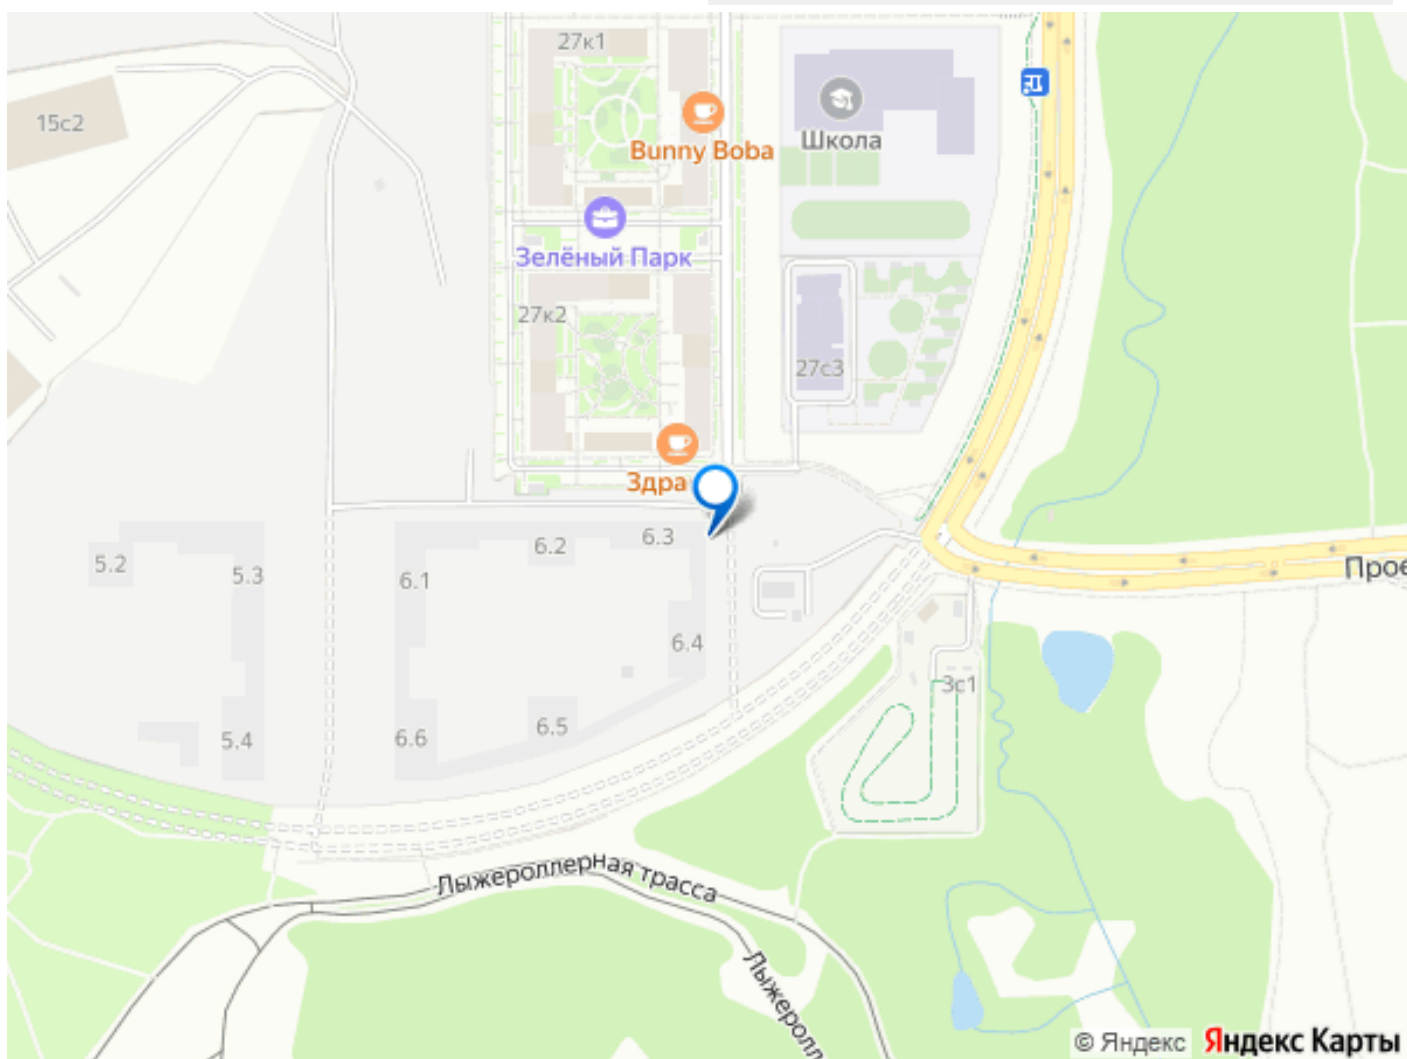 27к1
15с2
Школа
Bunny Boba
Зелёный Парк
27к2
27с3
Здра
6.3
6.2
5.2
5.3
6.1
Прое
6.4
3с1
6.5
6.6
5.4
Лыжероллерная трасса
Лыжеролл
© Яндекс Яндекс Карты